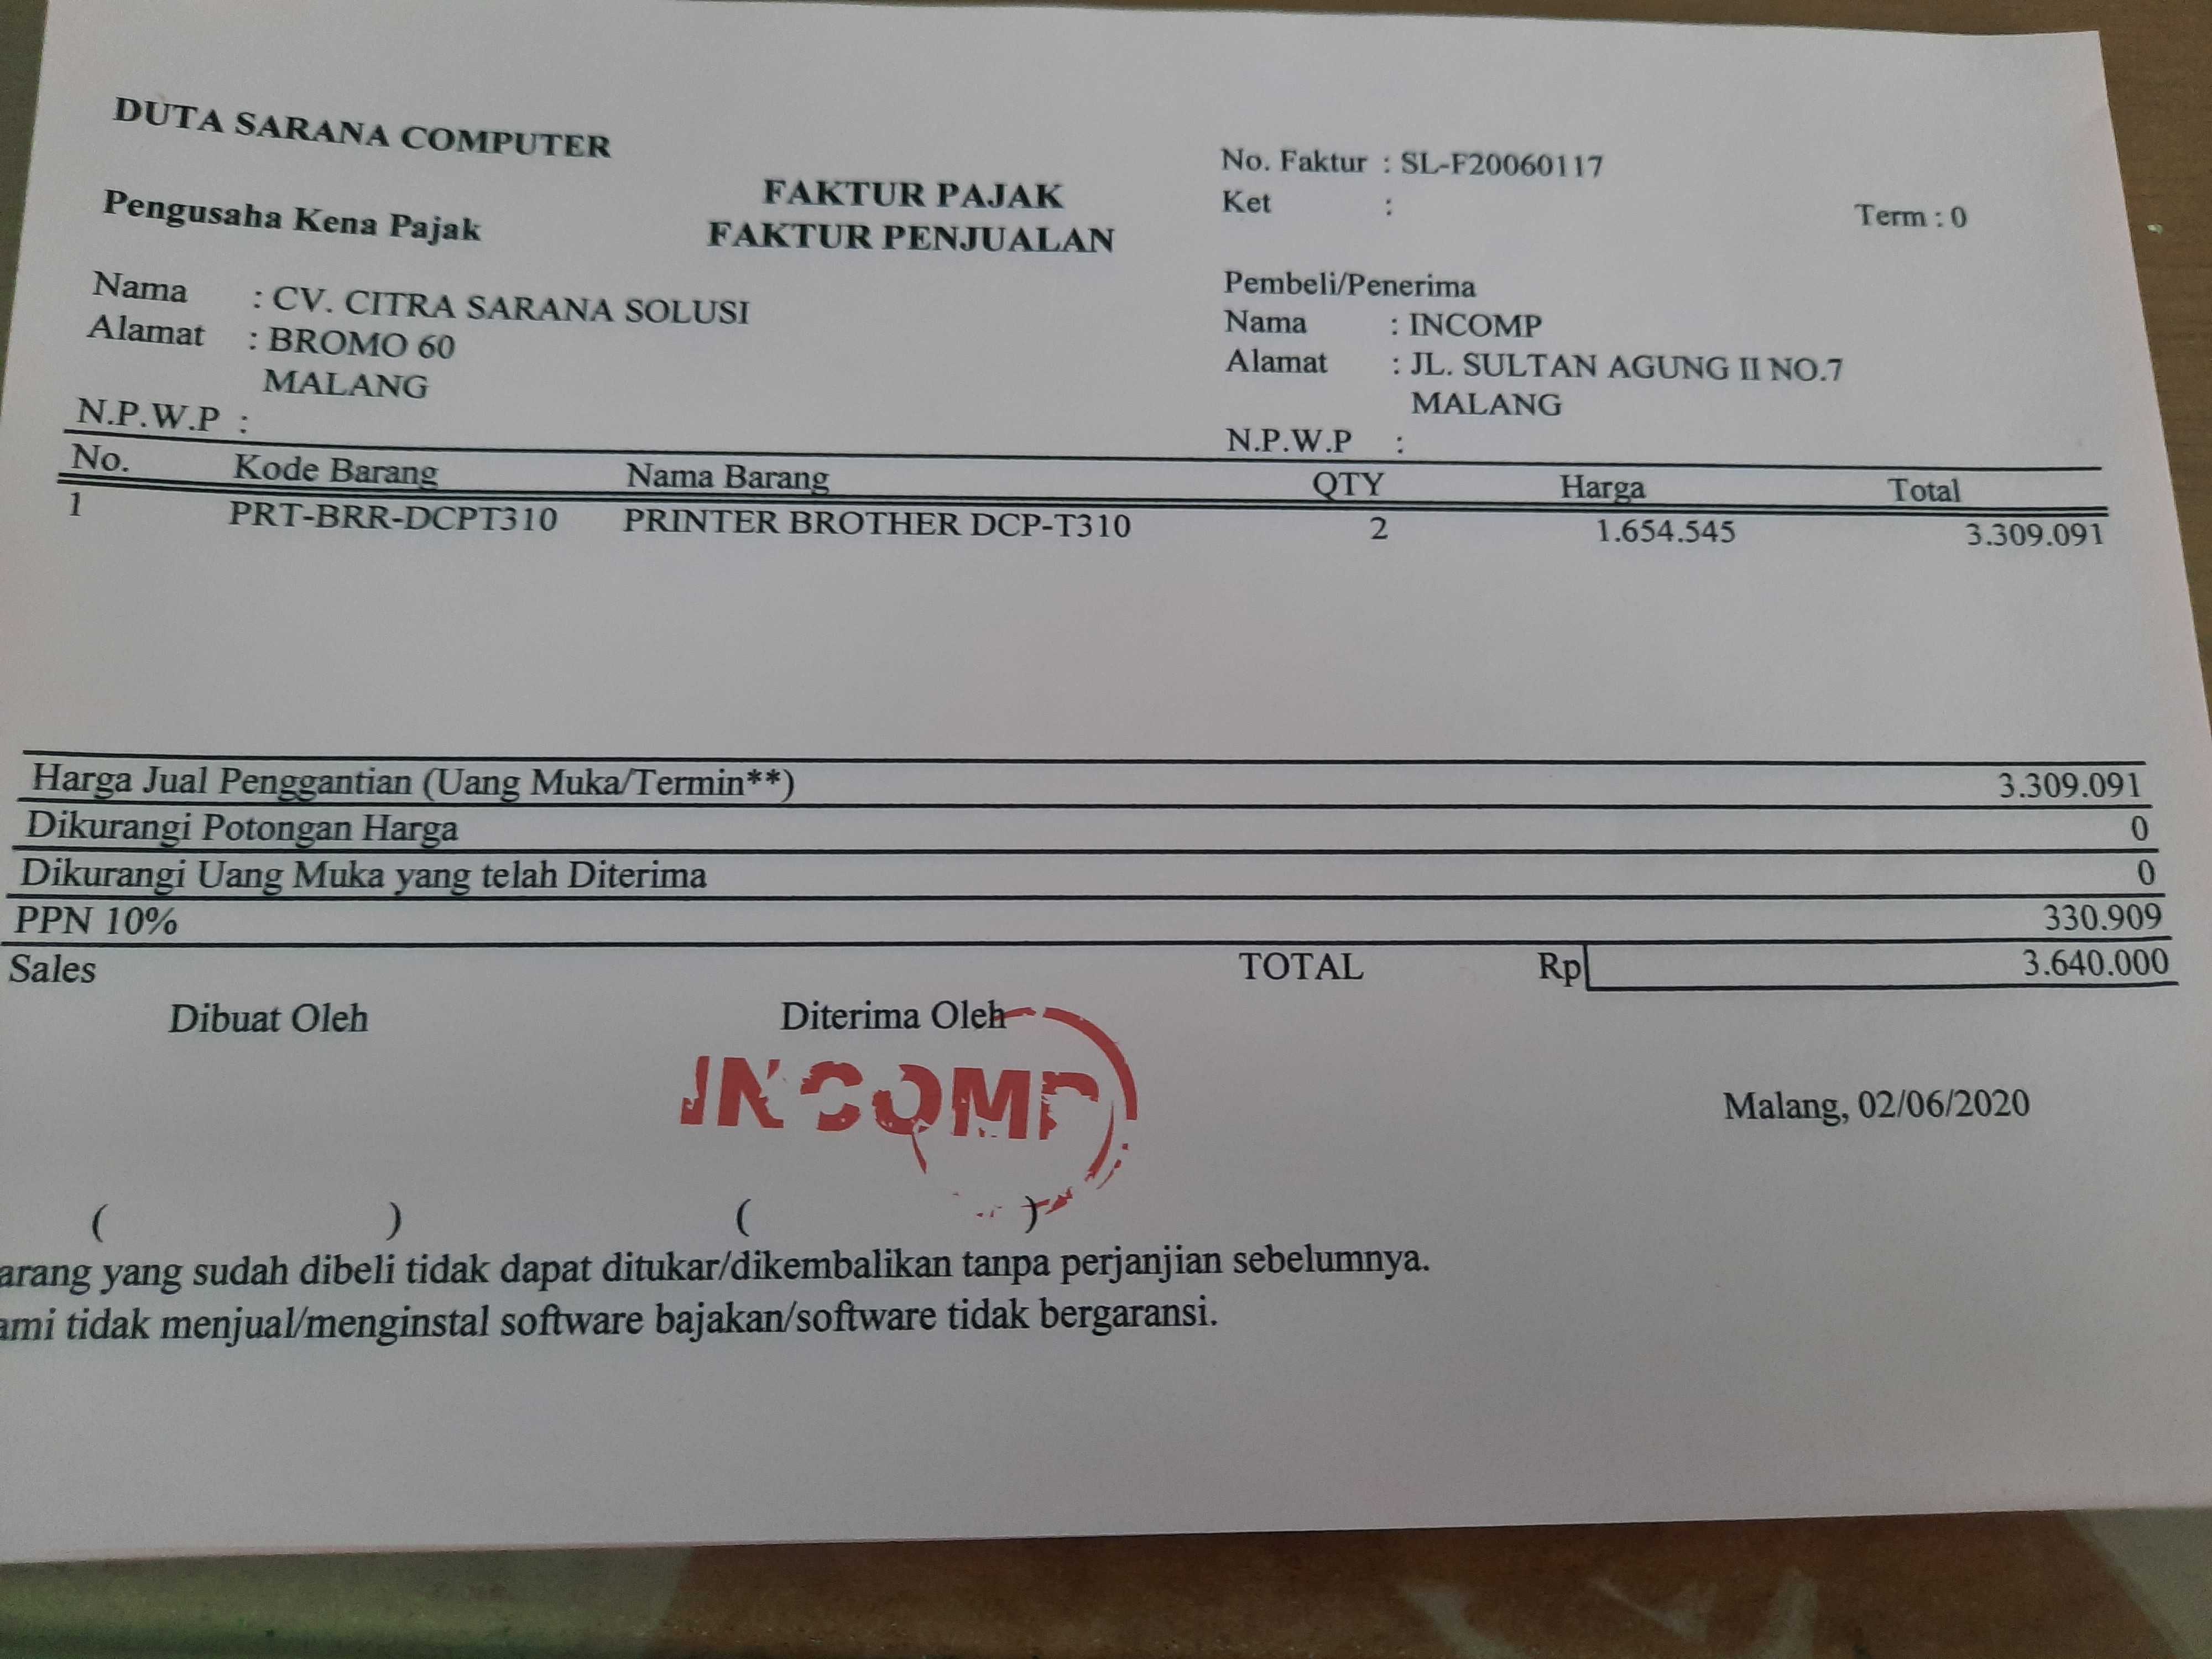 DUTA SARANA COMPUTER
Pengusaha Kena Pajak
FAKTUR PAJAK
FAKTUR PENJUALAN
Nama : CV. CITRA SARANA SOLUSI
Alamat : BROMO 60
MALANG
N.P.W.P :
No. Faktur : SL-F20060117
Ket :
Term : 0
Pembeli/Penerima
Nama : INCOMP
Alamat : JL. SULTAN AGUNG II NO.7
MALANG
N.P.W.P :
No. Kode Barang Nama Barang QTY Harga Total
1 PRT-BRR-DCPT310 PRINTER BROTHER DCP-T310 2 1.654.545 3.309.091
Harga Jual Penggantian (Uang Muka/Termin**) 3.309.091
Dikurangi Potongan Harga 0
Dikurangi Uang Muka yang telah Diterima 0
PPN 10% 330.909
Sales TOTAL Rp 3.640.000
Dibuat Oleh Diterima Oleh
INCOMP
Malang, 02/06/2020
( ) ( )
arang yang sudah dibeli tidak dapat ditukar/dikembalikan tanpa perjanjian sebelumnya.
ami tidak menjual/menginstal software bajakan/software tidak bergaransi.